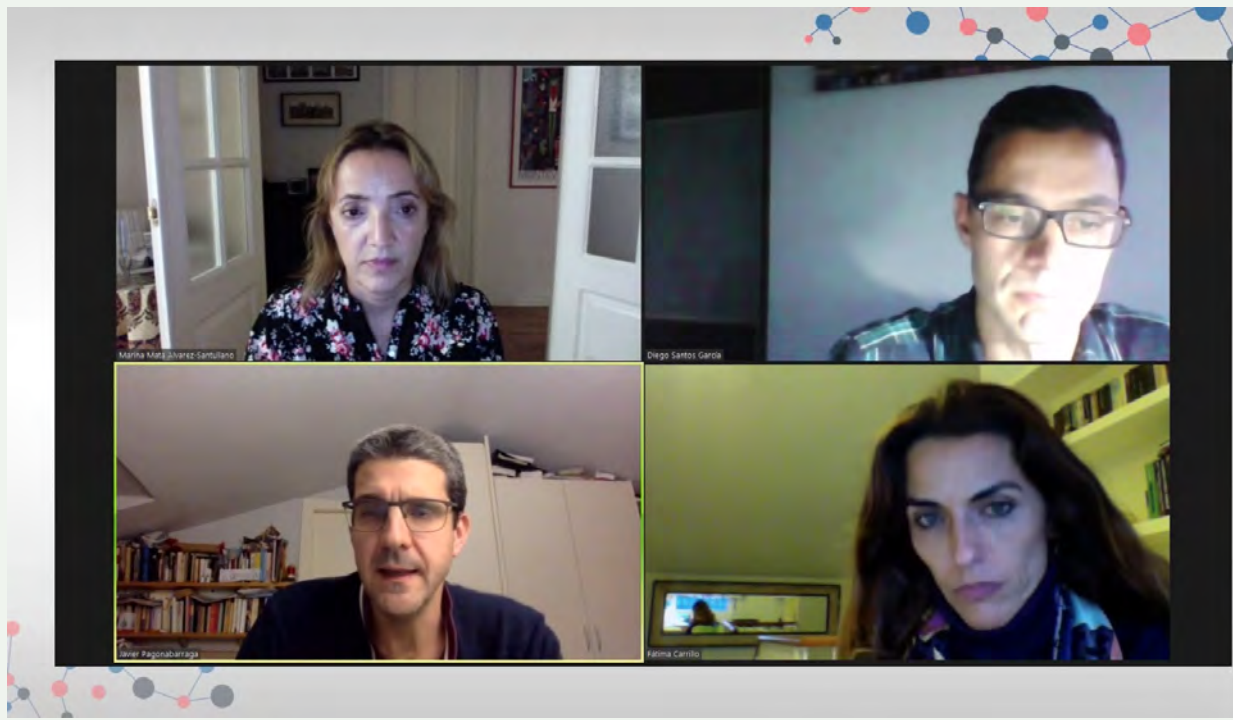 Marina Mata Álvarez-Santullano
Diego Santos García
Javier Pagonabarraga
Fátima Carrillo